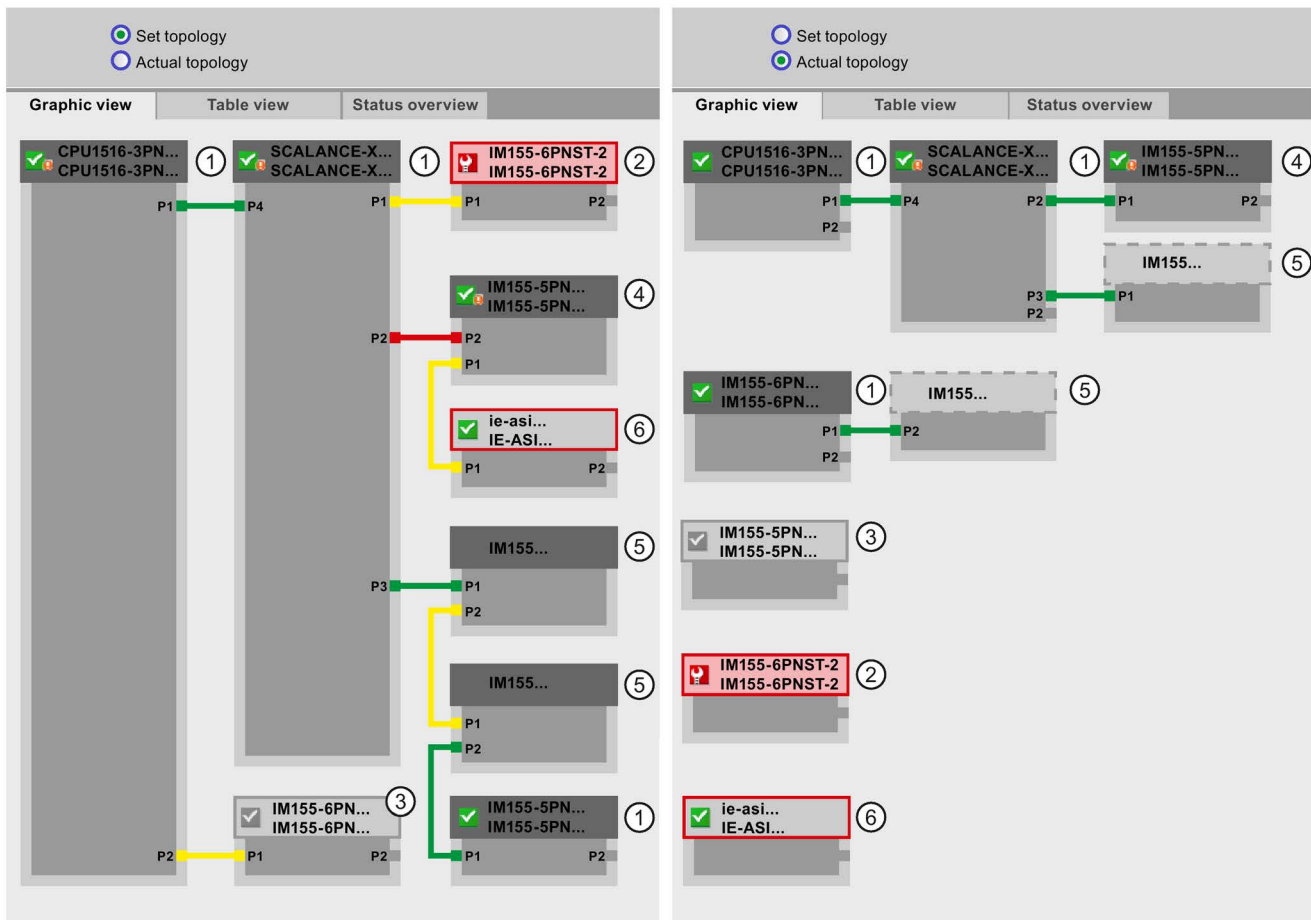 Set topology
Actual topology
Graphic view
Table view
Status overview
CPU1516-3PN...
CPU1516-3PN...
1
SCALANCE-X...
SCALANCE-X...
1
IM155-6PNST-2
IM155-6PNST-2
2
P1
P4
P1
P1
P2
IM155-5PN...
IM155-5PN...
4
P2
P2
P1
ie-asi...
IE-ASI...
6
P1
P2
IM155...
5
P3
P1
P2
IM155...
5
P1
P2
IM155-6PN...
IM155-6PN...
3
IM155-5PN...
IM155-5PN...
1
P2
P1
P2
P1
P2
Set topology
Actual topology
Graphic view
Table view
Status overview
CPU1516-3PN...
CPU1516-3PN...
1
SCALANCE-X...
SCALANCE-X...
1
IM155-5PN...
IM155-5PN...
4
P1
P4
P2
P1
P2
P2
IM155...
5
P3
P1
P2
IM155-6PN...
IM155-6PN...
1
IM155...
5
P1
P2
P2
IM155-5PN...
IM155-5PN...
3
IM155-6PNST-2
IM155-6PNST-2
2
ie-asi...
IE-ASI...
6